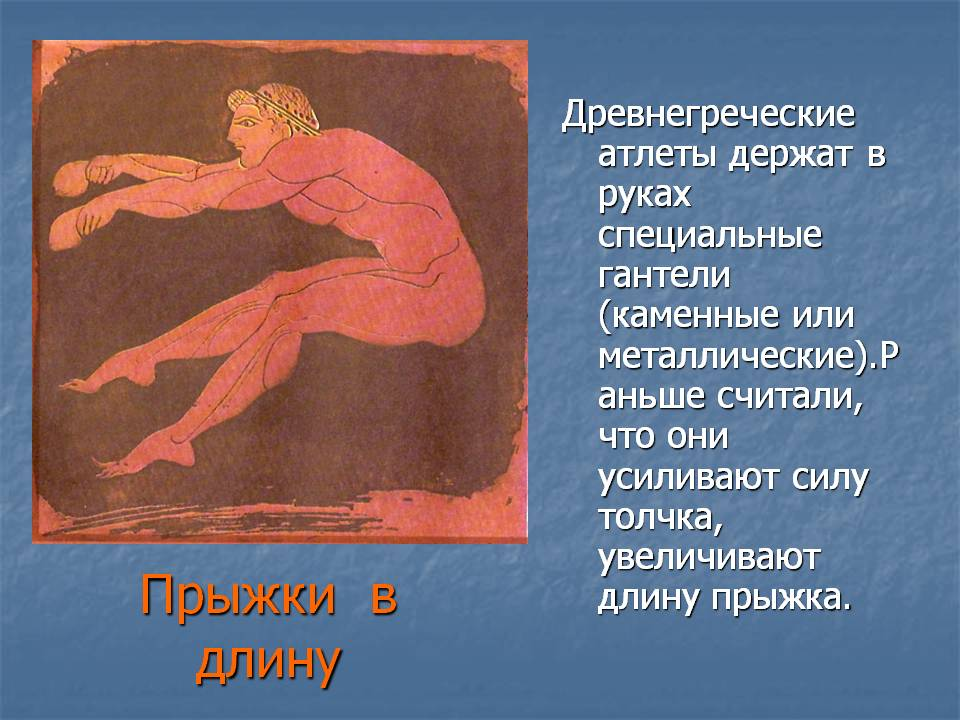 Древнегреческие
атлеты держат в
руках
специальные
гантели
(каменные или
металлические).Р
аньше считали,
что они
усиливают силу
толчка,
увеличивают
длину прыжка.
Прыжки в
длину